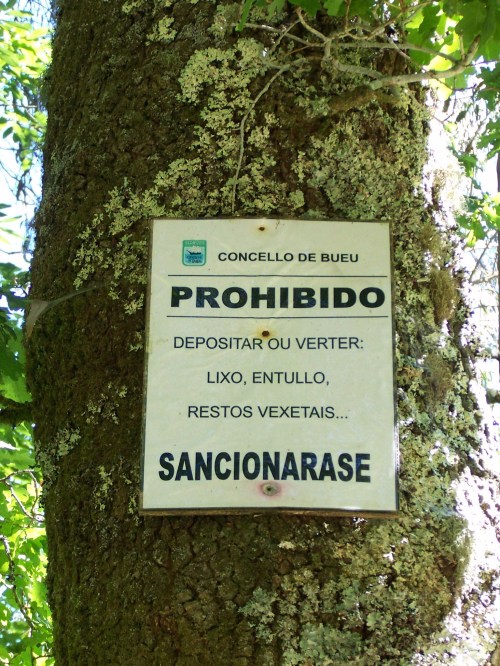 CONCELLO DE BUEU
PROHIBIDO
DEPOSITAR OU VERTER:
LIXO, ENTULLO,
RESTOS VEXETAIS...
SANCIONARASE